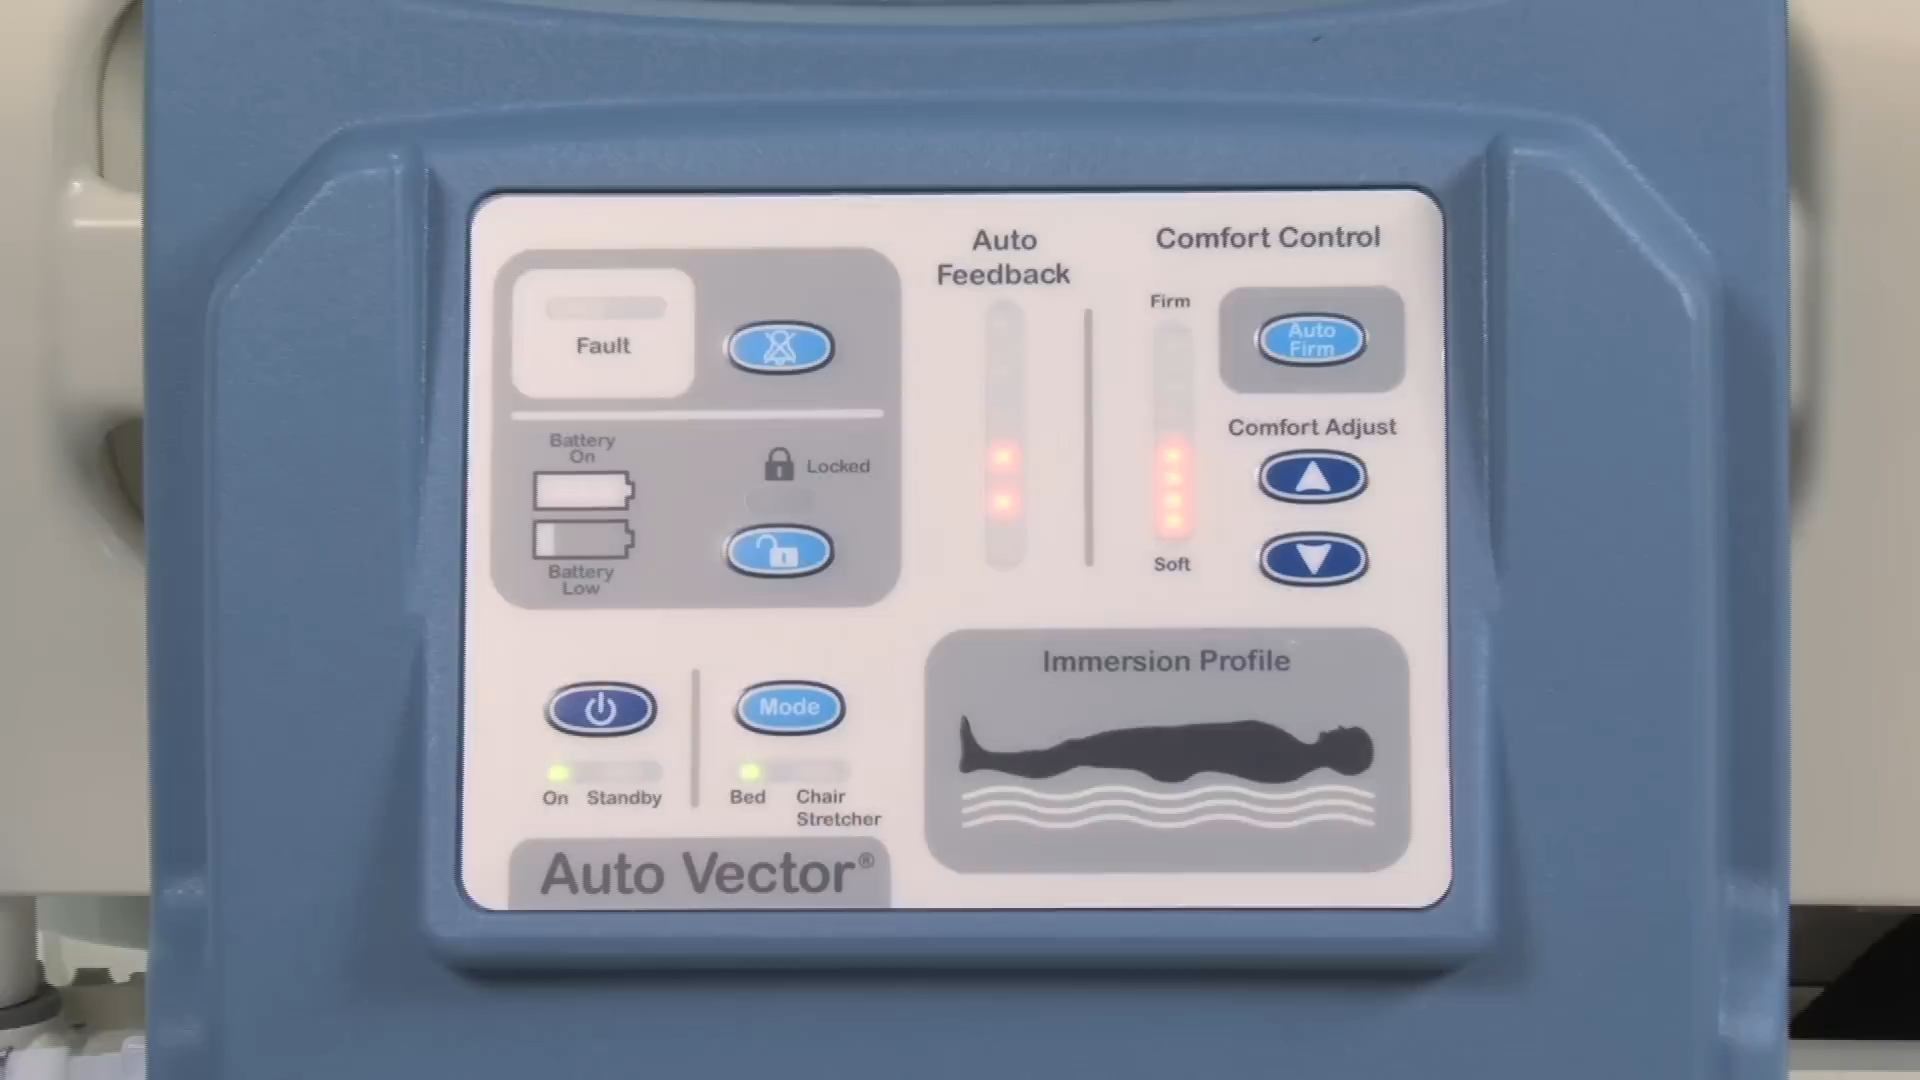 Auto
Feedback
Comfort Control
Firm
Auto
Firm
Fault
Comfort Adjust
Battery
On
Locked
Battery
Low
Soft
Immersion Profile
Mode
On Standby
Bed Chair
Stretcher
Auto Vector®